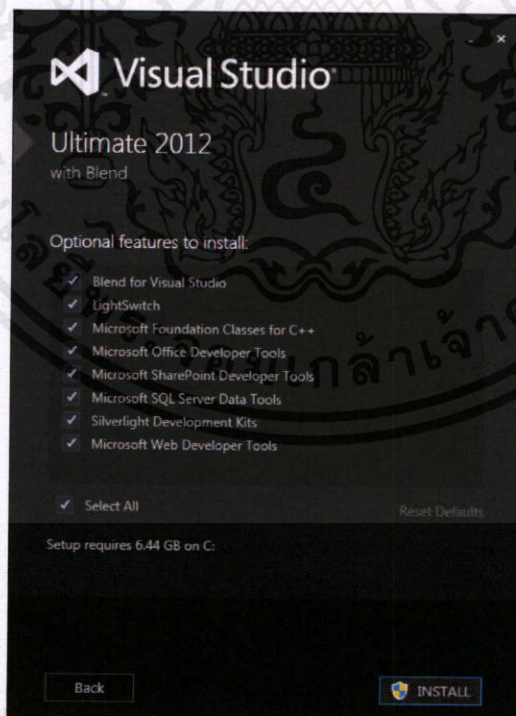 Visual Studio
Ultimate 2012
with Blend
Optional features to install:
Blend for Visual Studio
LightSwitch
Microsoft Foundation Classes for C++
Microsoft Office Developer Tools
Microsoft SharePoint Developer Tools
Microsoft SQL Server Data Tools
Silverlight Development Kits
Microsoft Web Developer Tools
Select All
Reset Defaults
Setup requires 6.44 GB on C:
Back
INSTALL